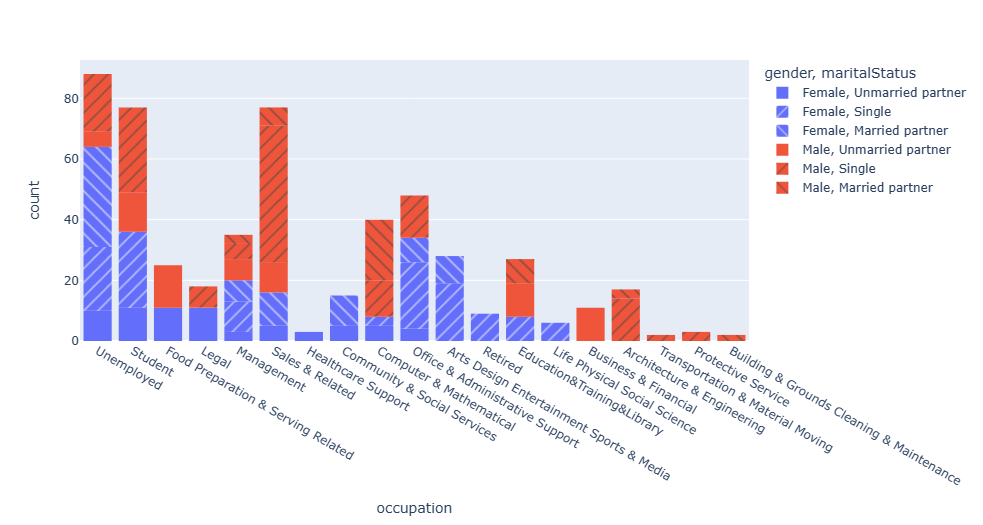 gender, maritalStatus
Female, Unmarried partner
Female, Single
Female, Married partner
Male, Unmarried partner
Male, Single
Male, Married partner
count
80
60
40
20
0
Unemployed
Student
Food Preparation & Serving Related
Legal
Management
Sales & Related
Healthcare Support
Community & Social Services
Computer & Mathematical
Office & Administrative Support
Arts Design Entertainment Sports & Media
Retired
Education&Training&Library
Life Physical Social Science
Business & Financial
Architecture & Engineering
Transportation & Material Moving
Protective Service
Building & Grounds Cleaning & Maintenance
occupation